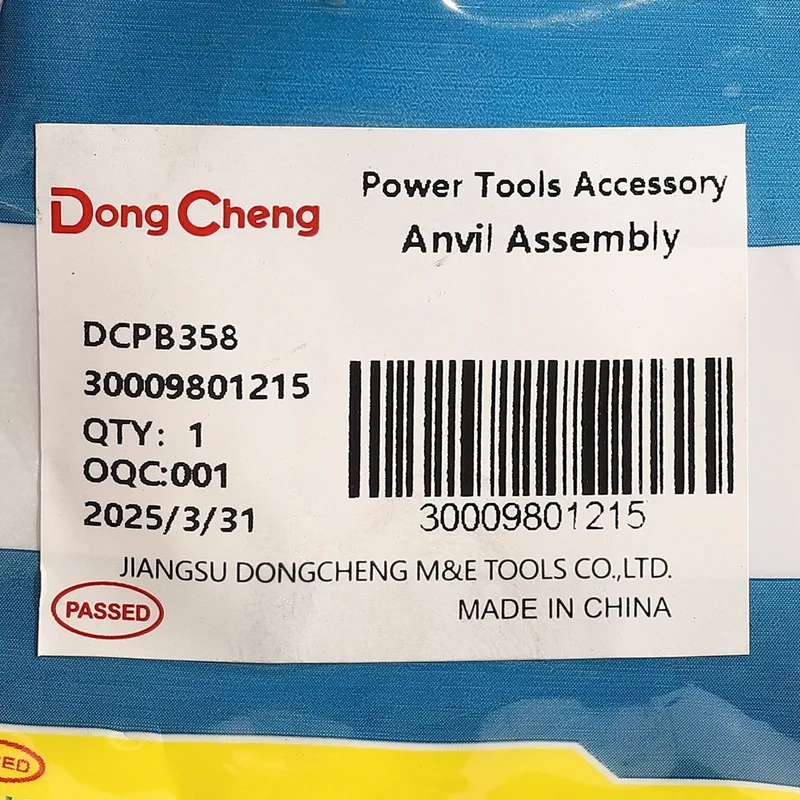 Dong Cheng
Power Tools Accessory
Anvil Assembly
DCPB358
30009801215
QTY: 1
OQC:001
2025/3/31
30009801215
JIANGSU DONGCHENG M&E TOOLS CO.,LTD.
PASSED
MADE IN CHINA
ED